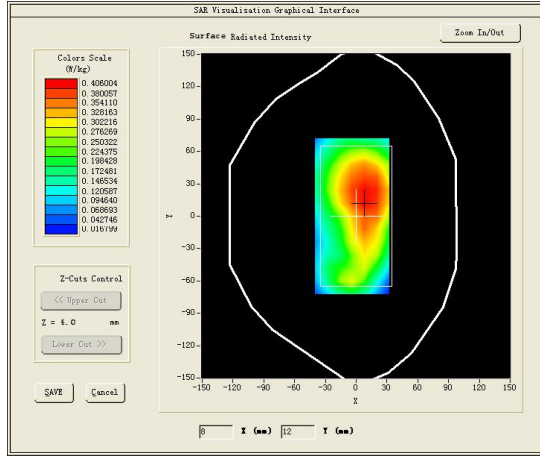 SAR Visualisation Graphical Interface
Surface Radiated Intensity
Zoom In/Out
Colors Scale
(W/kg)
0.406004
0.380057
0.354110
0.328163
0.302216
0.276269
0.250322
0.224375
0.198428
0.172481
0.146534
0.120587
0.094640
0.068693
0.042746
0.016799
150
120
90
60
30
0
-30
-60
-90
-120
-150
Y
-150 -120 -90 -60 -30 0 30 60 90 120 150
X
Z-Cuts Control
<< Upper Cut
Z = 4.0 mm
Lower Cut >>
SAVE Cancel
8 X (mm) 12 Y (mm)